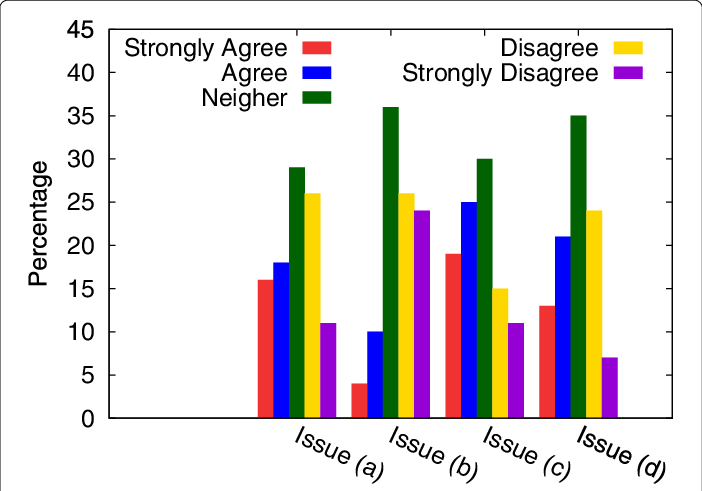 45
40
35
30
25
20
15
10
5
0
Percentage
Strongly Agree
Agree
Neigher
Disagree
Strongly Disagree
Issue (a)
Issue (b)
Issue (c)
Issue (d)